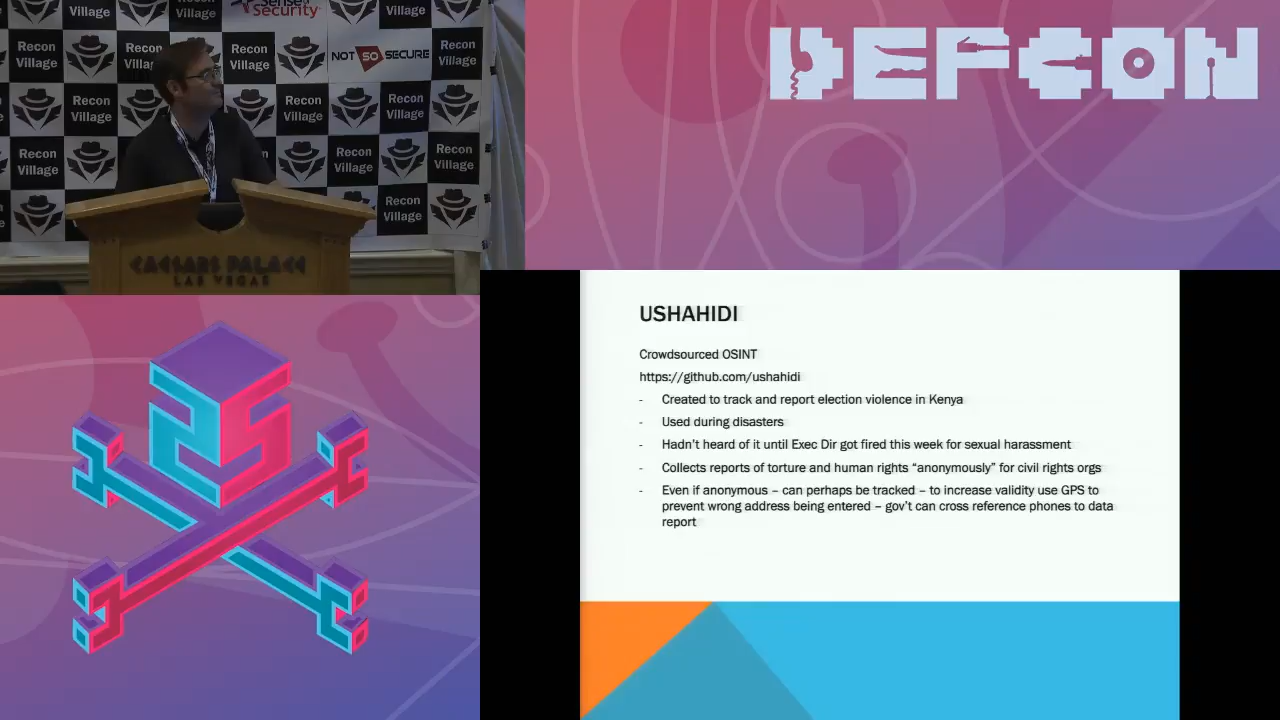 Sense of
Security
Village
Recon
Village
Recon
Village
Recon
Village
NOT SO SECURE
Recon
Village
Recon
Village
Recon
Village
Recon
Village
Recon
Village
Recon
Village
Recon
Village
Recon
Village
CAESARS PALACE
LAS VEGAS
DEFCON
USHAHIDI
Crowdsourced OSINT
https://github.com/ushahidi
- Created to track and report election violence in Kenya
- Used during disasters
- Hadn't heard of it until Exec Dir got fired this week for sexual harassment
- Collects reports of torture and human rights “anonymously” for civil rights orgs
- Even if anonymous – can perhaps be tracked – to increase validity use GPS to
prevent wrong address being entered – gov't can cross reference phones to data
report